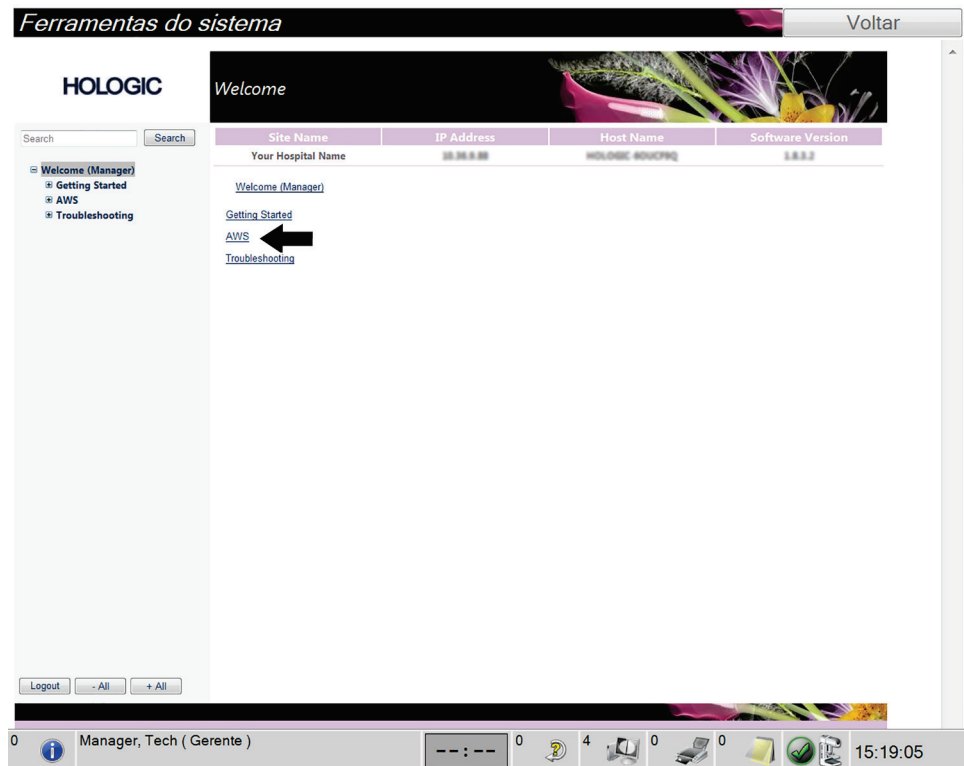 Ferramentas do sistema
Voltar
HOLOGIC
Welcome
Search
Search
Site Name IP Address Host Name Software Version
Your Hospital Name
Welcome (Manager)
Getting Started
AWS
Troubleshooting
Welcome (Manager)
Getting Started
AWS
Troubleshooting
Logout - All + All
0 Manager, Tech ( Gerente ) --:-- 0 4 0 0 15:19:05